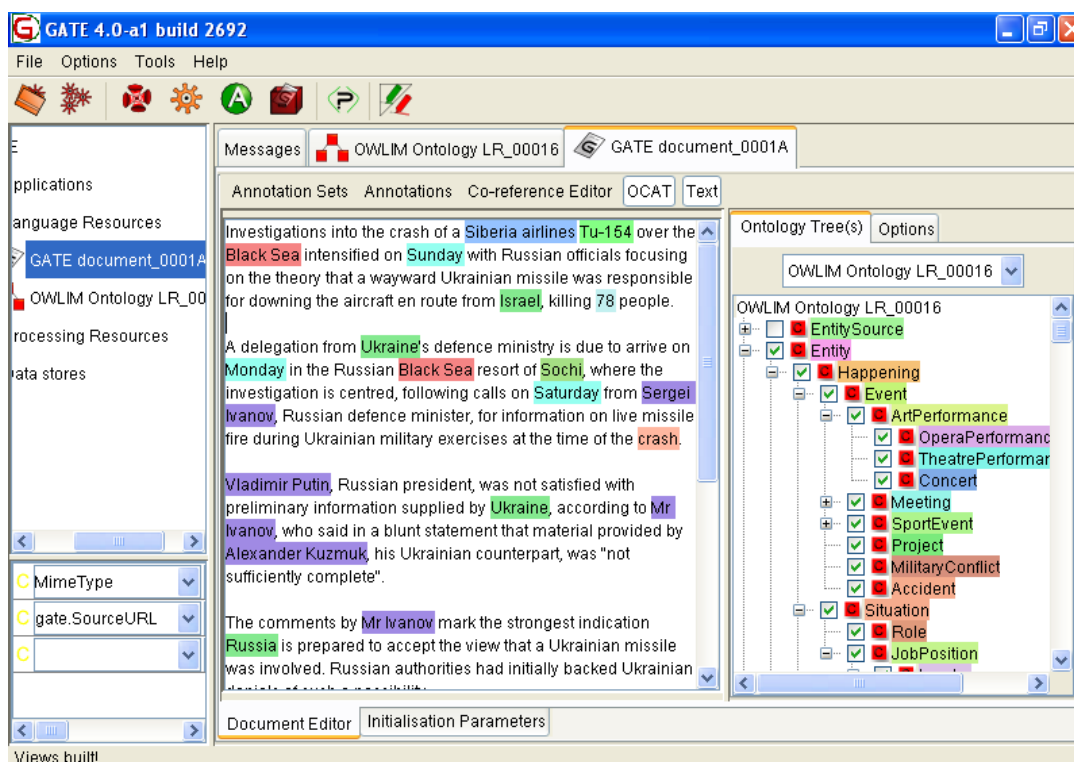 GATE 4.0-a1 build 2692
File Options Tools Help
E
pplications
anguage Resources
GATE document_0001A
OWLIM Ontology LR_00
rocessing Resources
ata stores
C MimeType
C gate.SourceURL
C
Messages OWLIM Ontology LR_00016 GATE document_0001A
Annotation Sets Annotations Co-reference Editor OCAT Text
Investigations into the crash of a Siberia airlines Tu-154 over the
Black Sea intensified on Sunday with Russian officials focusing
on the theory that a wayward Ukrainian missile was responsible
for downing the aircraft en route from Israel, killing 78 people.
A delegation from Ukraine's defence ministry is due to arrive on
Monday in the Russian Black Sea resort of Sochi, where the
investigation is centred, following calls on Saturday from Sergei
Ivanov, Russian defence minister, for information on live missile
fire during Ukrainian military exercises at the time of the crash.
Vladimir Putin, Russian president, was not satisfied with
preliminary information supplied by Ukraine, according to Mr
Ivanov, who said in a blunt statement that material provided by
Alexander Kuzmuk, his Ukrainian counterpart, was "not
sufficiently complete".
The comments by Mr Ivanov mark the strongest indication
Russia is prepared to accept the view that a Ukrainian missile
was involved. Russian authorities had initially backed Ukrainian
Ontology Tree(s) Options
OWLIM Ontology LR_00016
OWLIM Ontology LR_00016
C EntitySource
C Entity
C Happening
C Event
C ArtPerformance
C OperaPerformanc
C TheatrePerformar
C Concert
C Meeting
C SportEvent
C Project
C MilitaryConflict
C Accident
C Situation
C Role
C JobPosition
Document Editor Initialisation Parameters
Views built!